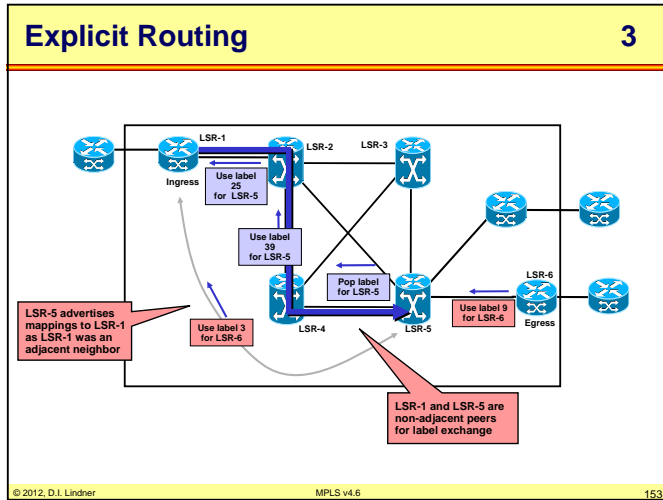 Explicit Routing 3
LSR-1
LSR-2
LSR-3
Ingress
Use label
25
for LSR-5
Use label
39
for LSR-5
Pop label
for LSR-5
LSR-6
LSR-5 advertises
mappings to LSR-1
as LSR-1 was an
adjacent neighbor
Use label 3
for LSR-6
LSR-4
LSR-5
Use label 9
for LSR-6
Egress
LSR-1 and LSR-5 are
non-adjacent peers
for label exchange
© 2012, D.I. Lindner MPLS v4.6 153